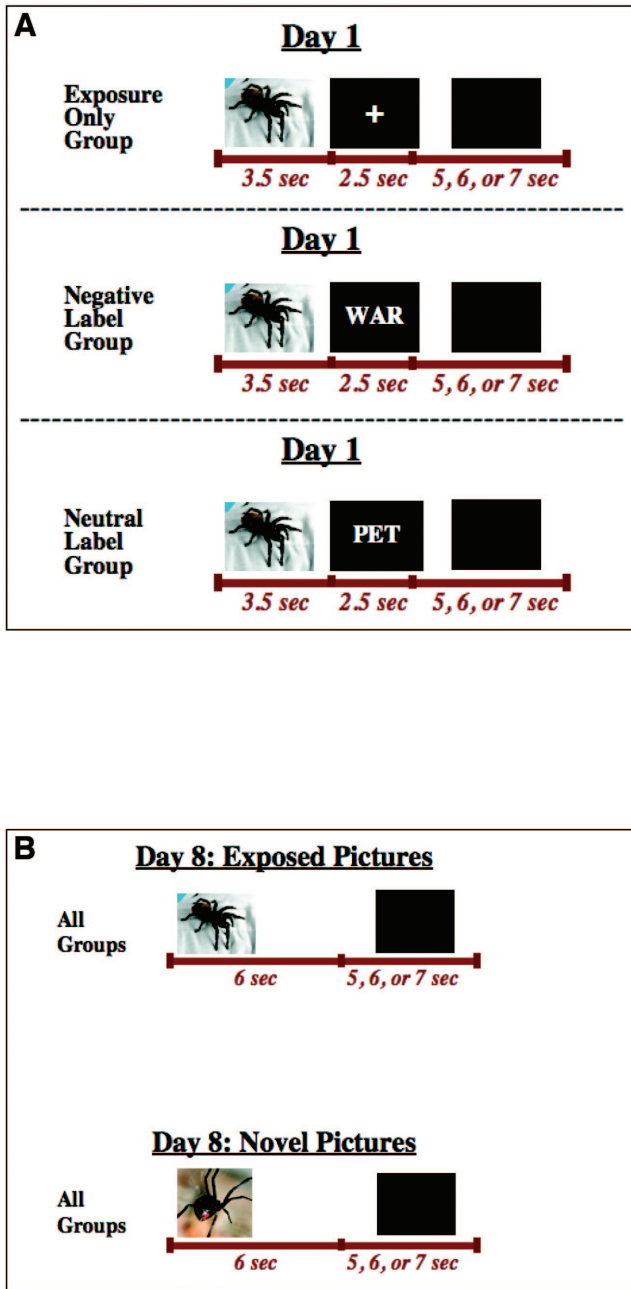 A
Day 1
Exposure
Only
Group
+
3.5 sec 2.5 sec 5, 6, or 7 sec
Day 1
Negative
Label
Group
WAR
3.5 sec 2.5 sec 5, 6, or 7 sec
Day 1
Neutral
Label
Group
PET
3.5 sec 2.5 sec 5, 6, or 7 sec
B
Day 8: Exposed Pictures
All
Groups
6 sec 5, 6, or 7 sec
Day 8: Novel Pictures
All
Groups
6 sec 5, 6, or 7 sec